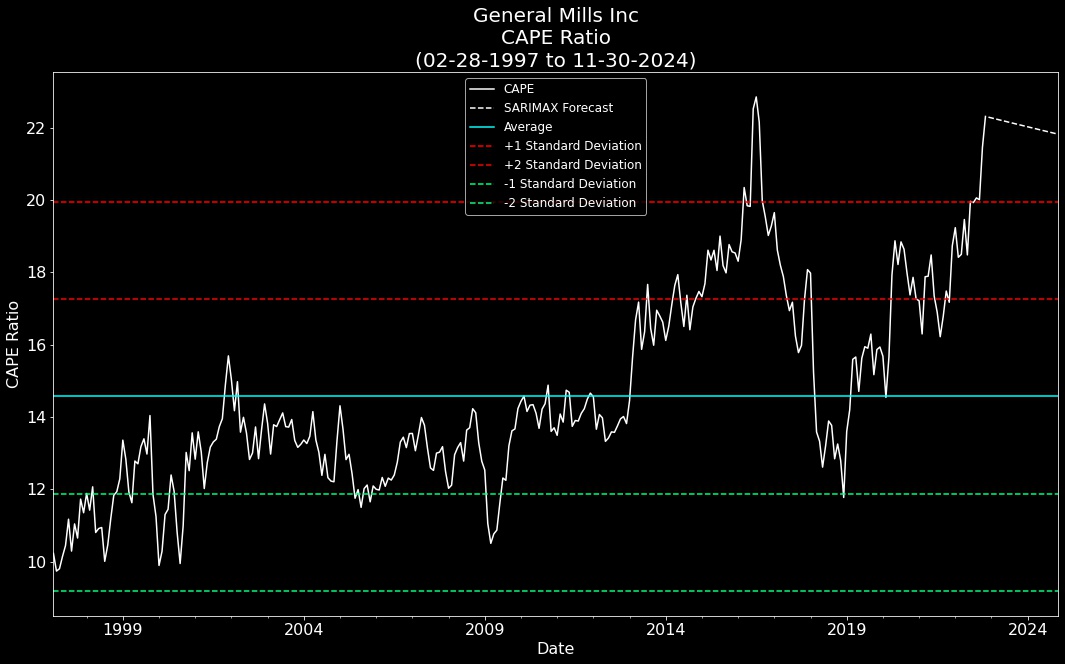 General Mills Inc
CAPE Ratio
(02-28-1997 to 11-30-2024)
CAPE
SARIMAX Forecast
Average
+1 Standard Deviation
+2 Standard Deviation
-1 Standard Deviation
-2 Standard Deviation
CAPE Ratio
22
20
18
16
14
12
10
1999
2004
2009
2014
2019
2024
Date